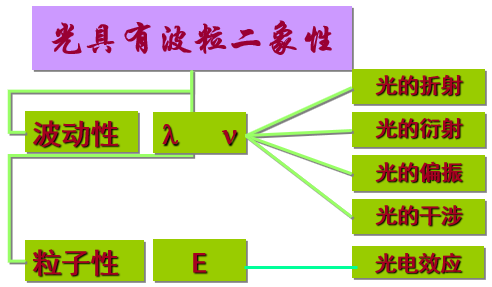 光具有波粒二象性
光的折射
波动性
λ ν
光的衍射
光的偏振
光的干涉
粒子性
E
光电效应